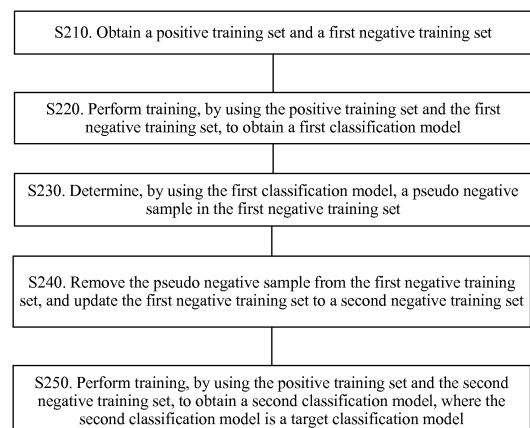 S210. Obtain a positive training set and a first negative training set
S220. Perform training, by using the positive training set and the first
negative training set, to obtain a first classification model
S230. Determine, by using the first classification model, a pseudo negative
sample in the first negative training set
S240. Remove the pseudo negative sample from the first negative training
set, and update the first negative training set to a second negative training set
S250. Perform training, by using the positive training set and the second
negative training set, to obtain a second classification model, where the
second classification model is a target classification model